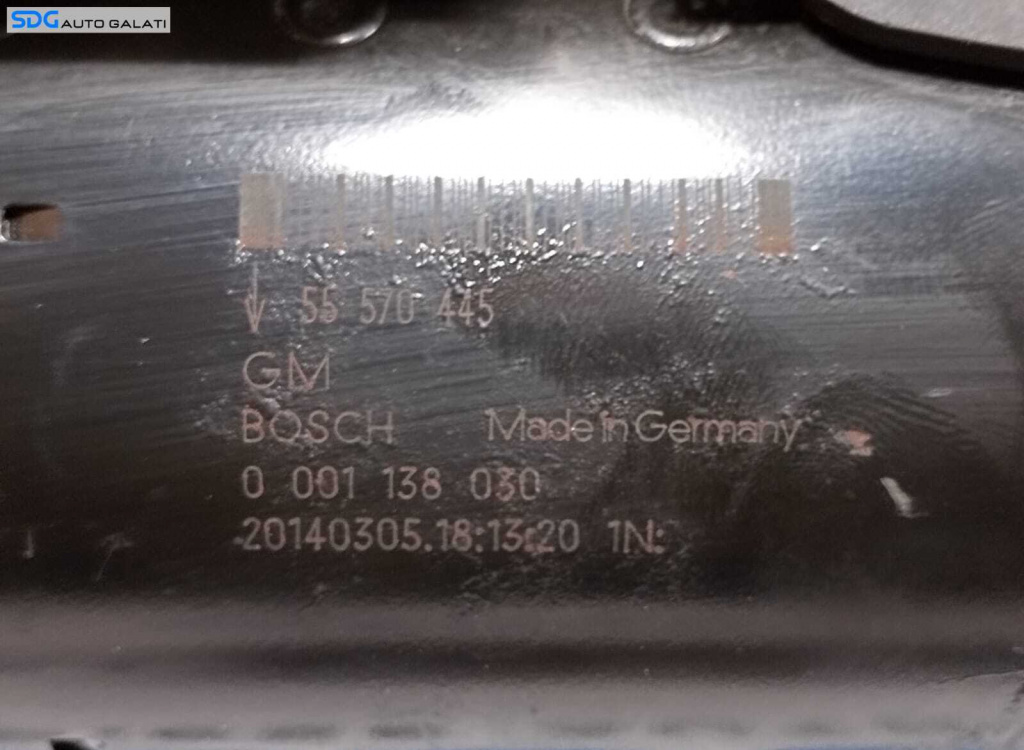 SDG AUTO GALATI
55 570 445
GM
BOSCH Made in Germany
0 001 138 030
20140305.18:13:20 1N: